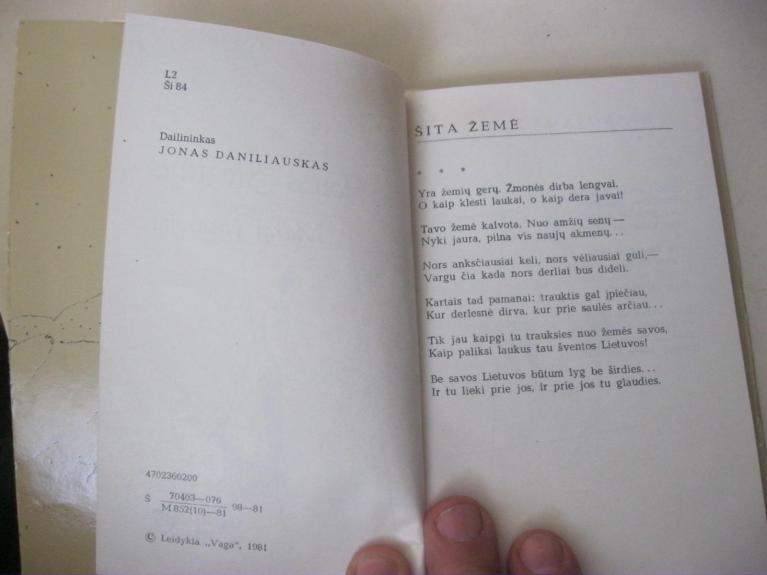 L2
Ši 84
Dailininkas
JONAS DANILIAUSKAS
4702360200
Š 70403—076 98—81
M 852(10)—81
© Leidykla „Vaga“, 1981
ŠITA ŽEMĖ
* * *
Yra žemių gerų. Žmonės dirba lengvai,
O kaip klesti laukai, o kaip dera javai!
Tavo žemė kalvota. Nuo amžių senų—
Nyki jaura, pilna vis naujų akmenų...
Nors anksčiausiai keli, nors vėliausiai guli,—
Vargu čia kada nors derliai bus dideli.
Kartais tad pamanai: trauktis gal įpiečiau,
Kur derlesnė dirva, kur prie saulės arčiau...
Tik jau kaipgi tu trauksies nuo žemės savos,
Kaip paliksi laukus tau šventos Lietuvos!
Be savos Lietuvos būtum lyg be širdies...
Ir tu lieki prie jos, ir prie jos tu glaudies.